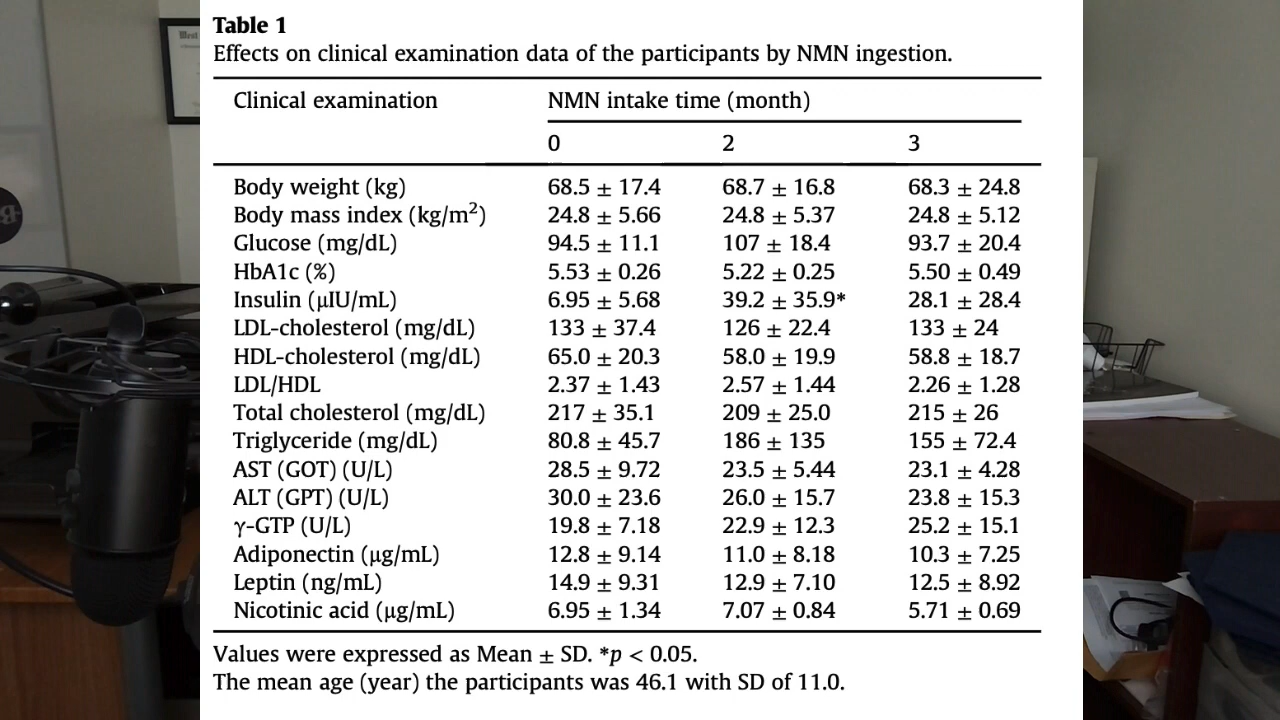 Table 1
Effects on clinical examination data of the participants by NMN ingestion.
Clinical examination NMN intake time (month)
0 2 3
Body weight (kg) 68.5 ± 17.4 68.7 ± 16.8 68.3 ± 24.8
Body mass index (kg/m²) 24.8 ± 5.66 24.8 ± 5.37 24.8 ± 5.12
Glucose (mg/dL) 94.5 ± 11.1 107 ± 18.4 93.7 ± 20.4
HbA1c (%) 5.53 ± 0.26 5.22 ± 0.25 5.50 ± 0.49
Insulin (μIU/mL) 6.95 ± 5.68 39.2 ± 35.9* 28.1 ± 28.4
LDL-cholesterol (mg/dL) 133 ± 37.4 126 ± 22.4 133 ± 24
HDL-cholesterol (mg/dL) 65.0 ± 20.3 58.0 ± 19.9 58.8 ± 18.7
LDL/HDL 2.37 ± 1.43 2.57 ± 1.44 2.26 ± 1.28
Total cholesterol (mg/dL) 217 ± 35.1 209 ± 25.0 215 ± 26
Triglyceride (mg/dL) 80.8 ± 45.7 186 ± 135 155 ± 72.4
AST (GOT) (U/L) 28.5 ± 9.72 23.5 ± 5.44 23.1 ± 4.28
ALT (GPT) (U/L) 30.0 ± 23.6 26.0 ± 15.7 23.8 ± 15.3
γ-GTP (U/L) 19.8 ± 7.18 22.9 ± 12.3 25.2 ± 15.1
Adiponectin (μg/mL) 12.8 ± 9.14 11.0 ± 8.18 10.3 ± 7.25
Leptin (ng/mL) 14.9 ± 9.31 12.9 ± 7.10 12.5 ± 8.92
Nicotinic acid (μg/mL) 6.95 ± 1.34 7.07 ± 0.84 5.71 ± 0.69
Values were expressed as Mean ± SD. *p < 0.05.
The mean age (year) the participants was 46.1 with SD of 11.0.